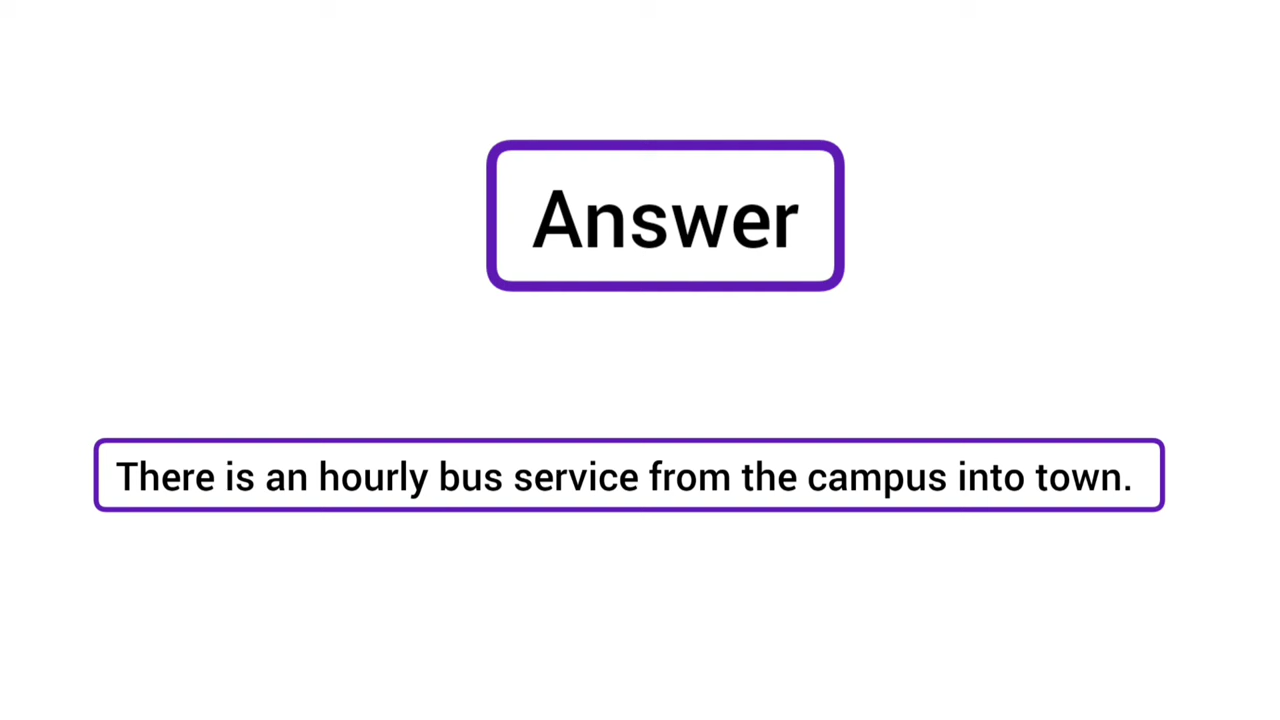 Answer
There is an hourly bus service from the campus into town.